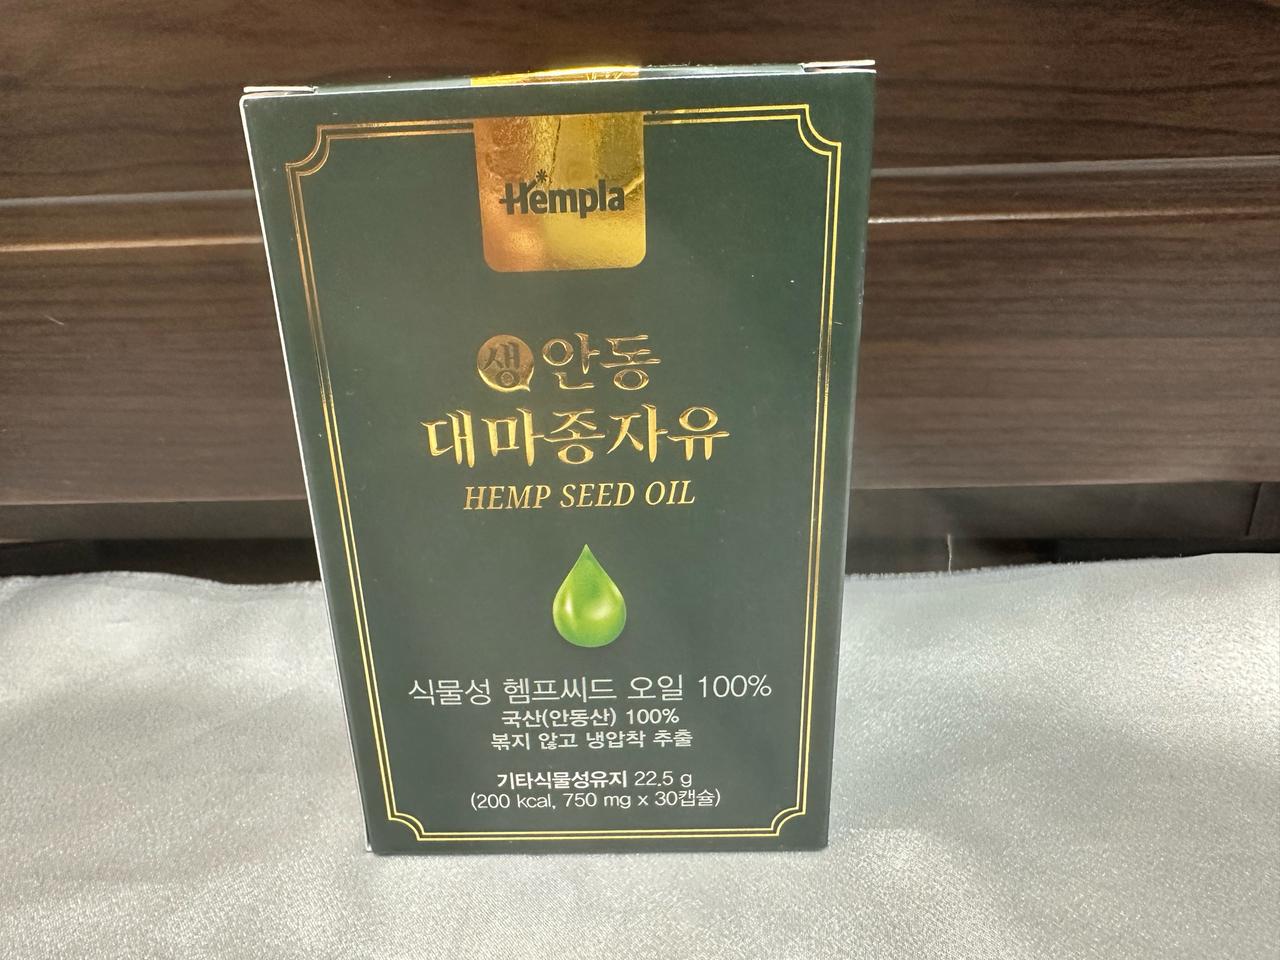 Hempla
생 안동
대마종자유
HEMP SEED OIL
식물성 헴프씨드 오일 100%
국산(안동산) 100%
볶지 않고 냉압착 추출
기타식물성유지 22.5 g
(200 kcal, 750 mg x 30캡슐)